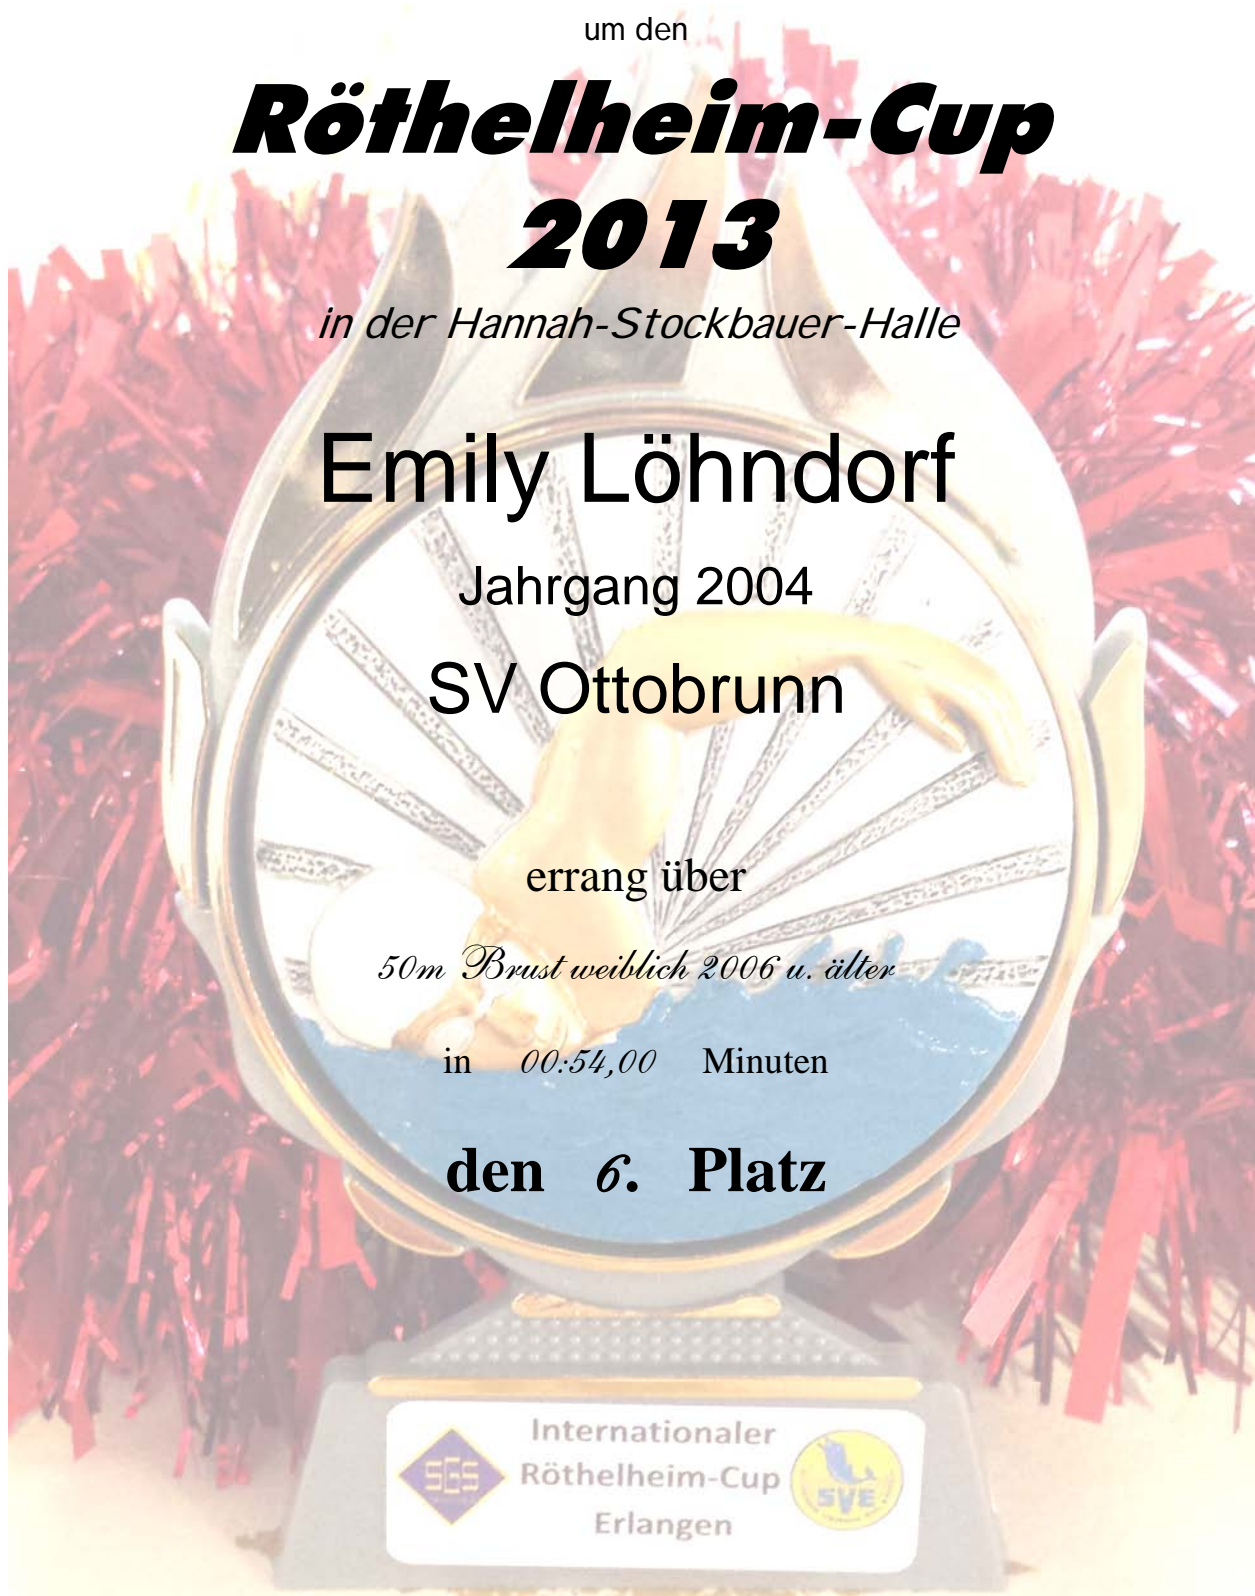 um den
Röthelheim-Cup
2013
in der Hannah-Stockbauer-Halle
Emily Löhndorf
Jahrgang 2004
SV Ottobrunn
errang über
50m Brust weiblich 2006 u. älter
in 00:54,00 Minuten
den 6. Platz
Internationaler
Röthelheim-Cup
Erlangen
SGS
SVE